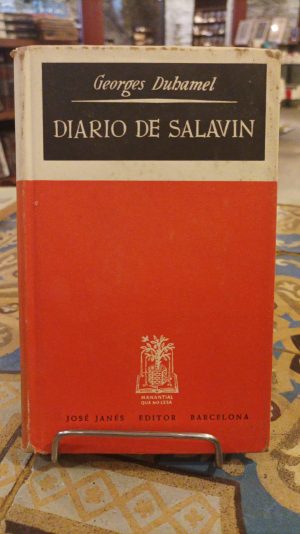 Georges Duhamel
DIARIO DE SALAVIN
MANANTIAL
QUE NO CESA
JOSÉ JANÉS EDITOR BARCELONA